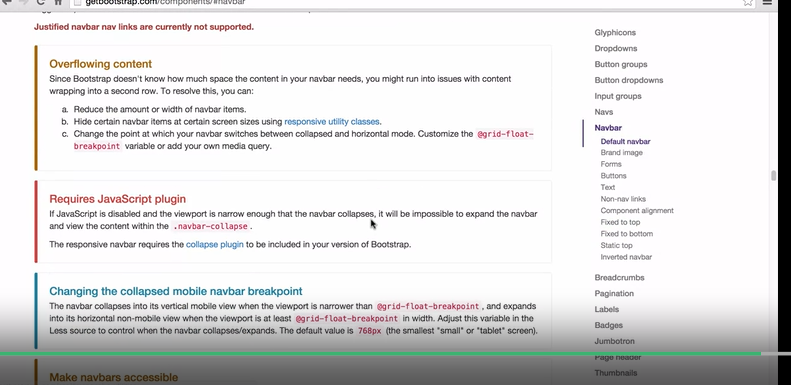 getbootstrap.com/components/#navbar
Justified navbar nav links are currently not supported.
Overflowing content
Since Bootstrap doesn't know how much space the content in your navbar needs, you might run into issues with content
wrapping into a second row. To resolve this, you can:
a. Reduce the amount or width of navbar items.
b. Hide certain navbar items at certain screen sizes using responsive utility classes.
c. Change the point at which your navbar switches between collapsed and horizontal mode. Customize the @grid-float-
breakpoint variable or add your own media query.
Requires JavaScript plugin
If JavaScript is disabled and the viewport is narrow enough that the navbar collapses, it will be impossible to expand the navbar
and view the content within the .navbar-collapse.
The responsive navbar requires the collapse plugin to be included in your version of Bootstrap.
Changing the collapsed mobile navbar breakpoint
The navbar collapses into its vertical mobile view when the viewport is narrower than @grid-float-breakpoint, and expands
into its horizontal non-mobile view when the viewport is at least @grid-float-breakpoint in width. Adjust this variable in the
Less source to control when the navbar collapses/expands. The default value is 768px (the smallest "small" or "tablet" screen).
Make navbars accessible
Glyphicons
Dropdowns
Button groups
Button dropdowns
Input groups
Navs
Navbar
Default navbar
Brand image
Forms
Buttons
Text
Non-nav links
Component alignment
Fixed to top
Fixed to bottom
Static top
Inverted navbar
Breadcrumbs
Pagination
Labels
Badges
Jumbotron
Page header
Thumbnails